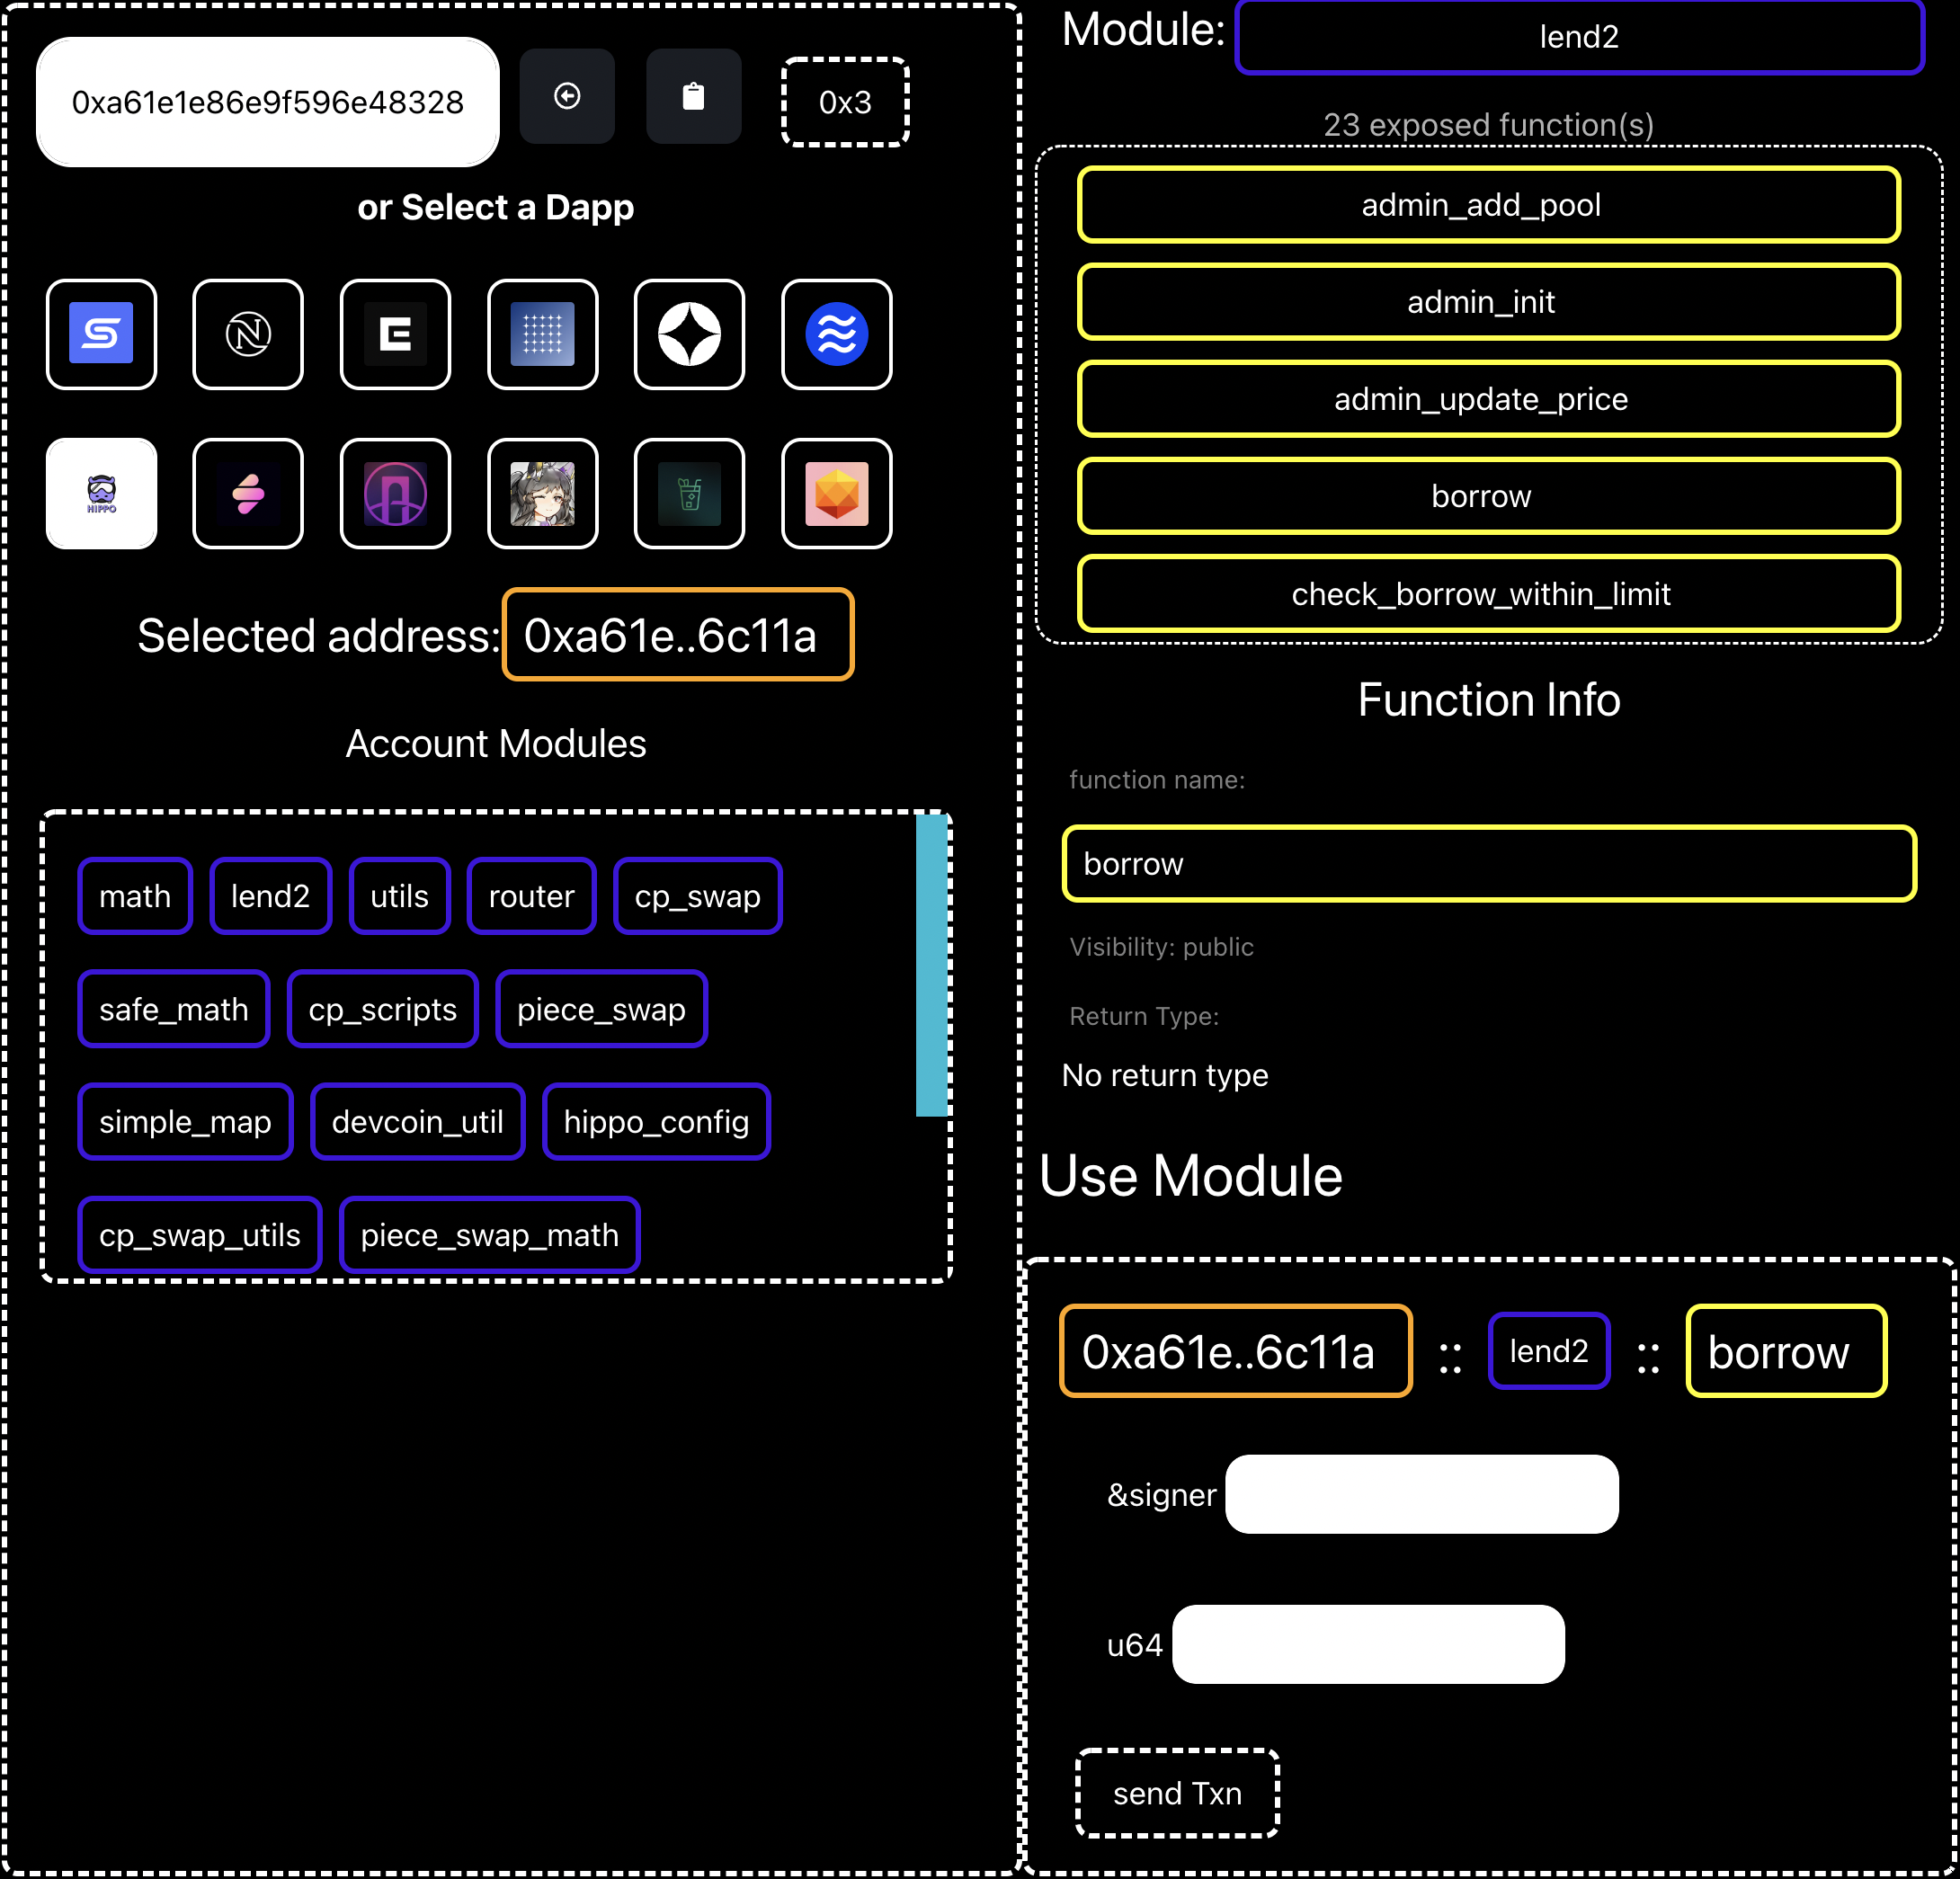 0xa61e1e86e9f596e48328
0x3
or Select a Dapp
HIPPO
Selected address: 0xa61e..6c11a
Account Modules
math lend2 utils router cp_swap
safe_math cp_scripts piece_swap
simple_map devcoin_util hippo_config
cp_swap_utils piece_swap_math
Module: lend2
23 exposed function(s)
admin_add_pool
admin_init
admin_update_price
borrow
check_borrow_within_limit
Function Info
function name:
borrow
Visibility: public
Return Type:
No return type
Use Module
0xa61e..6c11a :: lend2 :: borrow
&signer
u64
send Txn